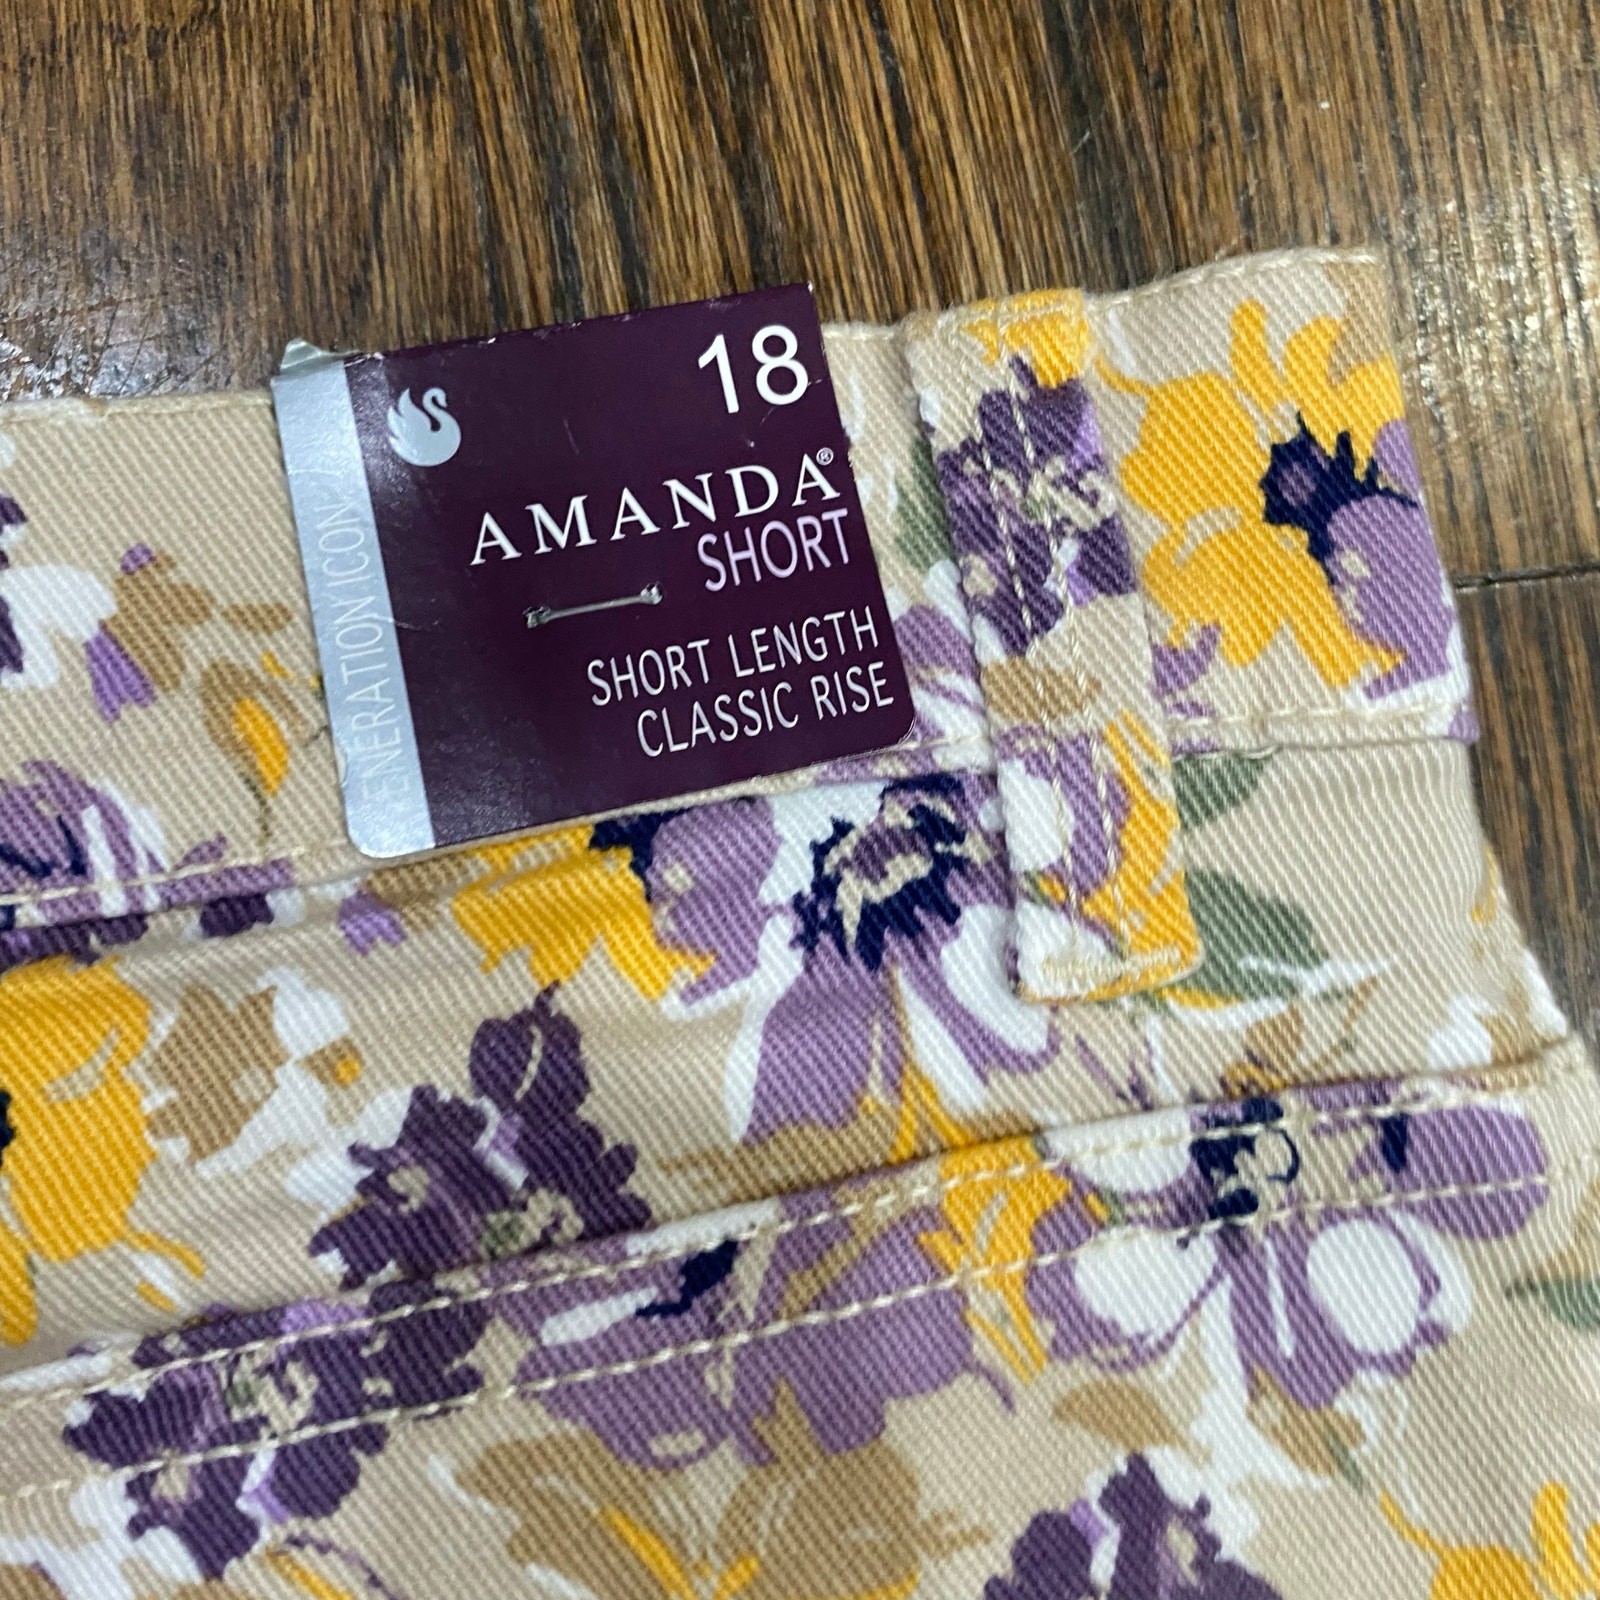 18
AMANDA®
SHORT
SHORT LENGTH
CLASSIC RISE
ENERATION ICON